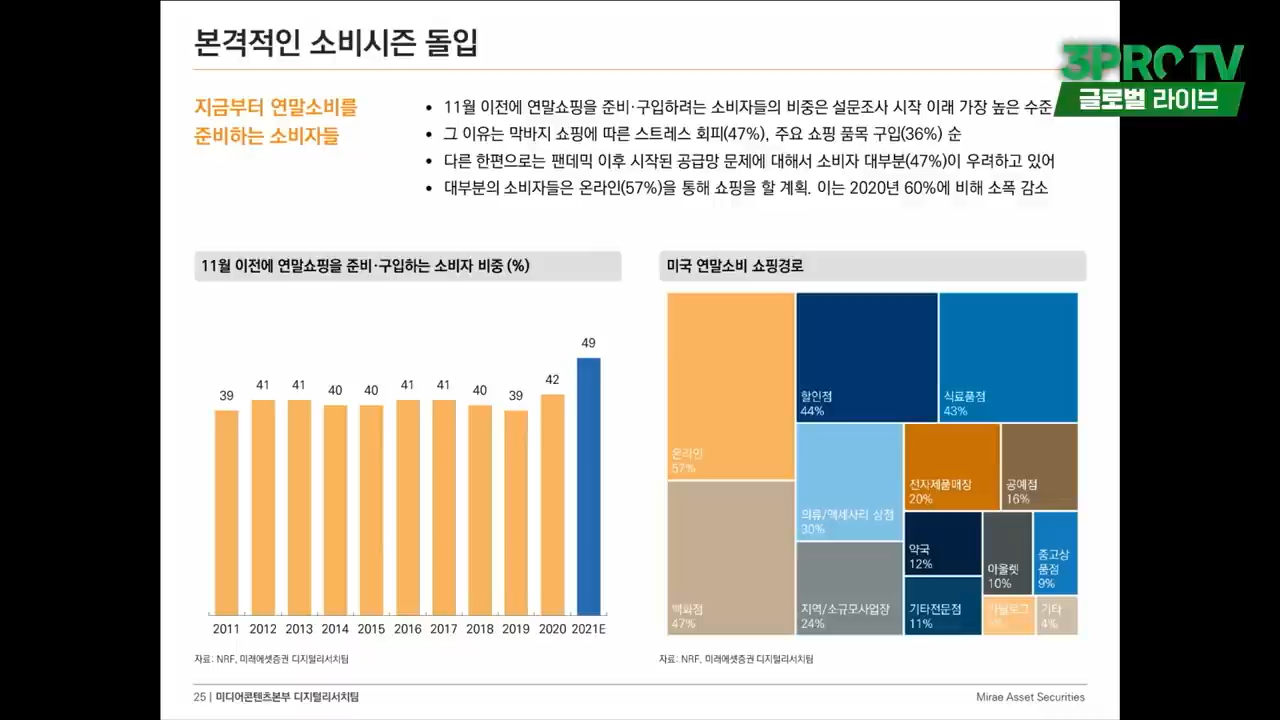 본격적인 소비시즌 돌입
3PRO TV
글로벌 라이브
지금부터 연말소비를
준비하는 소비자들
• 11월 이전에 연말쇼핑을 준비·구입하려는 소비자들의 비중은 설문조사 시작 이래 가장 높은 수준
• 그 이유는 막바지 쇼핑에 따른 스트레스 회피(47%), 주요 쇼핑 품목 구입(36%) 순
• 다른 한편으로는 팬데믹 이후 시작된 공급망 문제에 대해서 소비자 대부분(47%)이 우려하고 있어
• 대부분의 소비자들은 온라인(57%)을 통해 쇼핑을 할 계획. 이는 2020년 60%에 비해 소폭 감소
11월 이전에 연말쇼핑을 준비·구입하는 소비자 비중 (%)
39 41 41 40 40 41 41 40 39 42 49
2011 2012 2013 2014 2015 2016 2017 2018 2019 2020 2021E
자료: NRF, 미래에셋증권 디지털리서치팀
미국 연말소비 쇼핑경로
온라인
57%
할인점
44%
식료품점
43%
백화점
47%
의류/액세사리 상점
30%
전자제품매장
20%
공예점
16%
지역/소규모사업장
24%
약국
12%
아울렛
10%
중고상
품점
9%
기타전문점
11%
기타
4%
자료: NRF, 미래에셋증권 디지털리서치팀
25 | 미디어콘텐츠본부 디지털리서치팀
Mirae Asset Securities